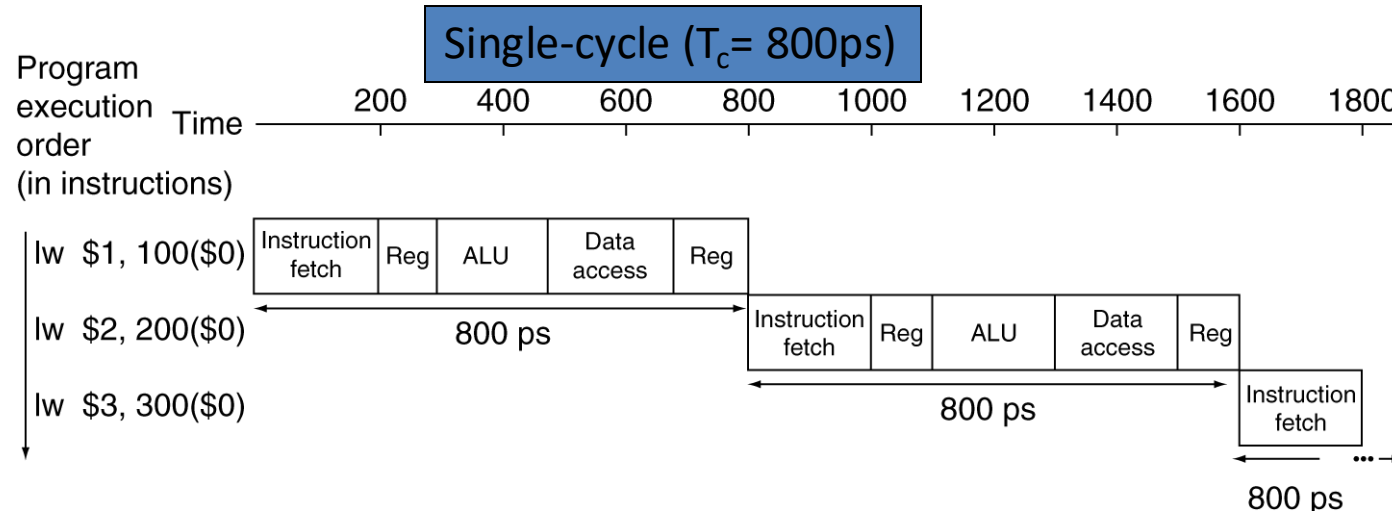 Single-cycle (Tc= 800ps)
Program
execution
order
(in instructions)
Time
200 400 600 800 1000 1200 1400 1600 1800
lw $1, 100($0)
Instruction
fetch
Reg
ALU
Data
access
Reg
800 ps
lw $2, 200($0)
Instruction
fetch
Reg
ALU
Data
access
Reg
800 ps
lw $3, 300($0)
Instruction
fetch
...
800 ps